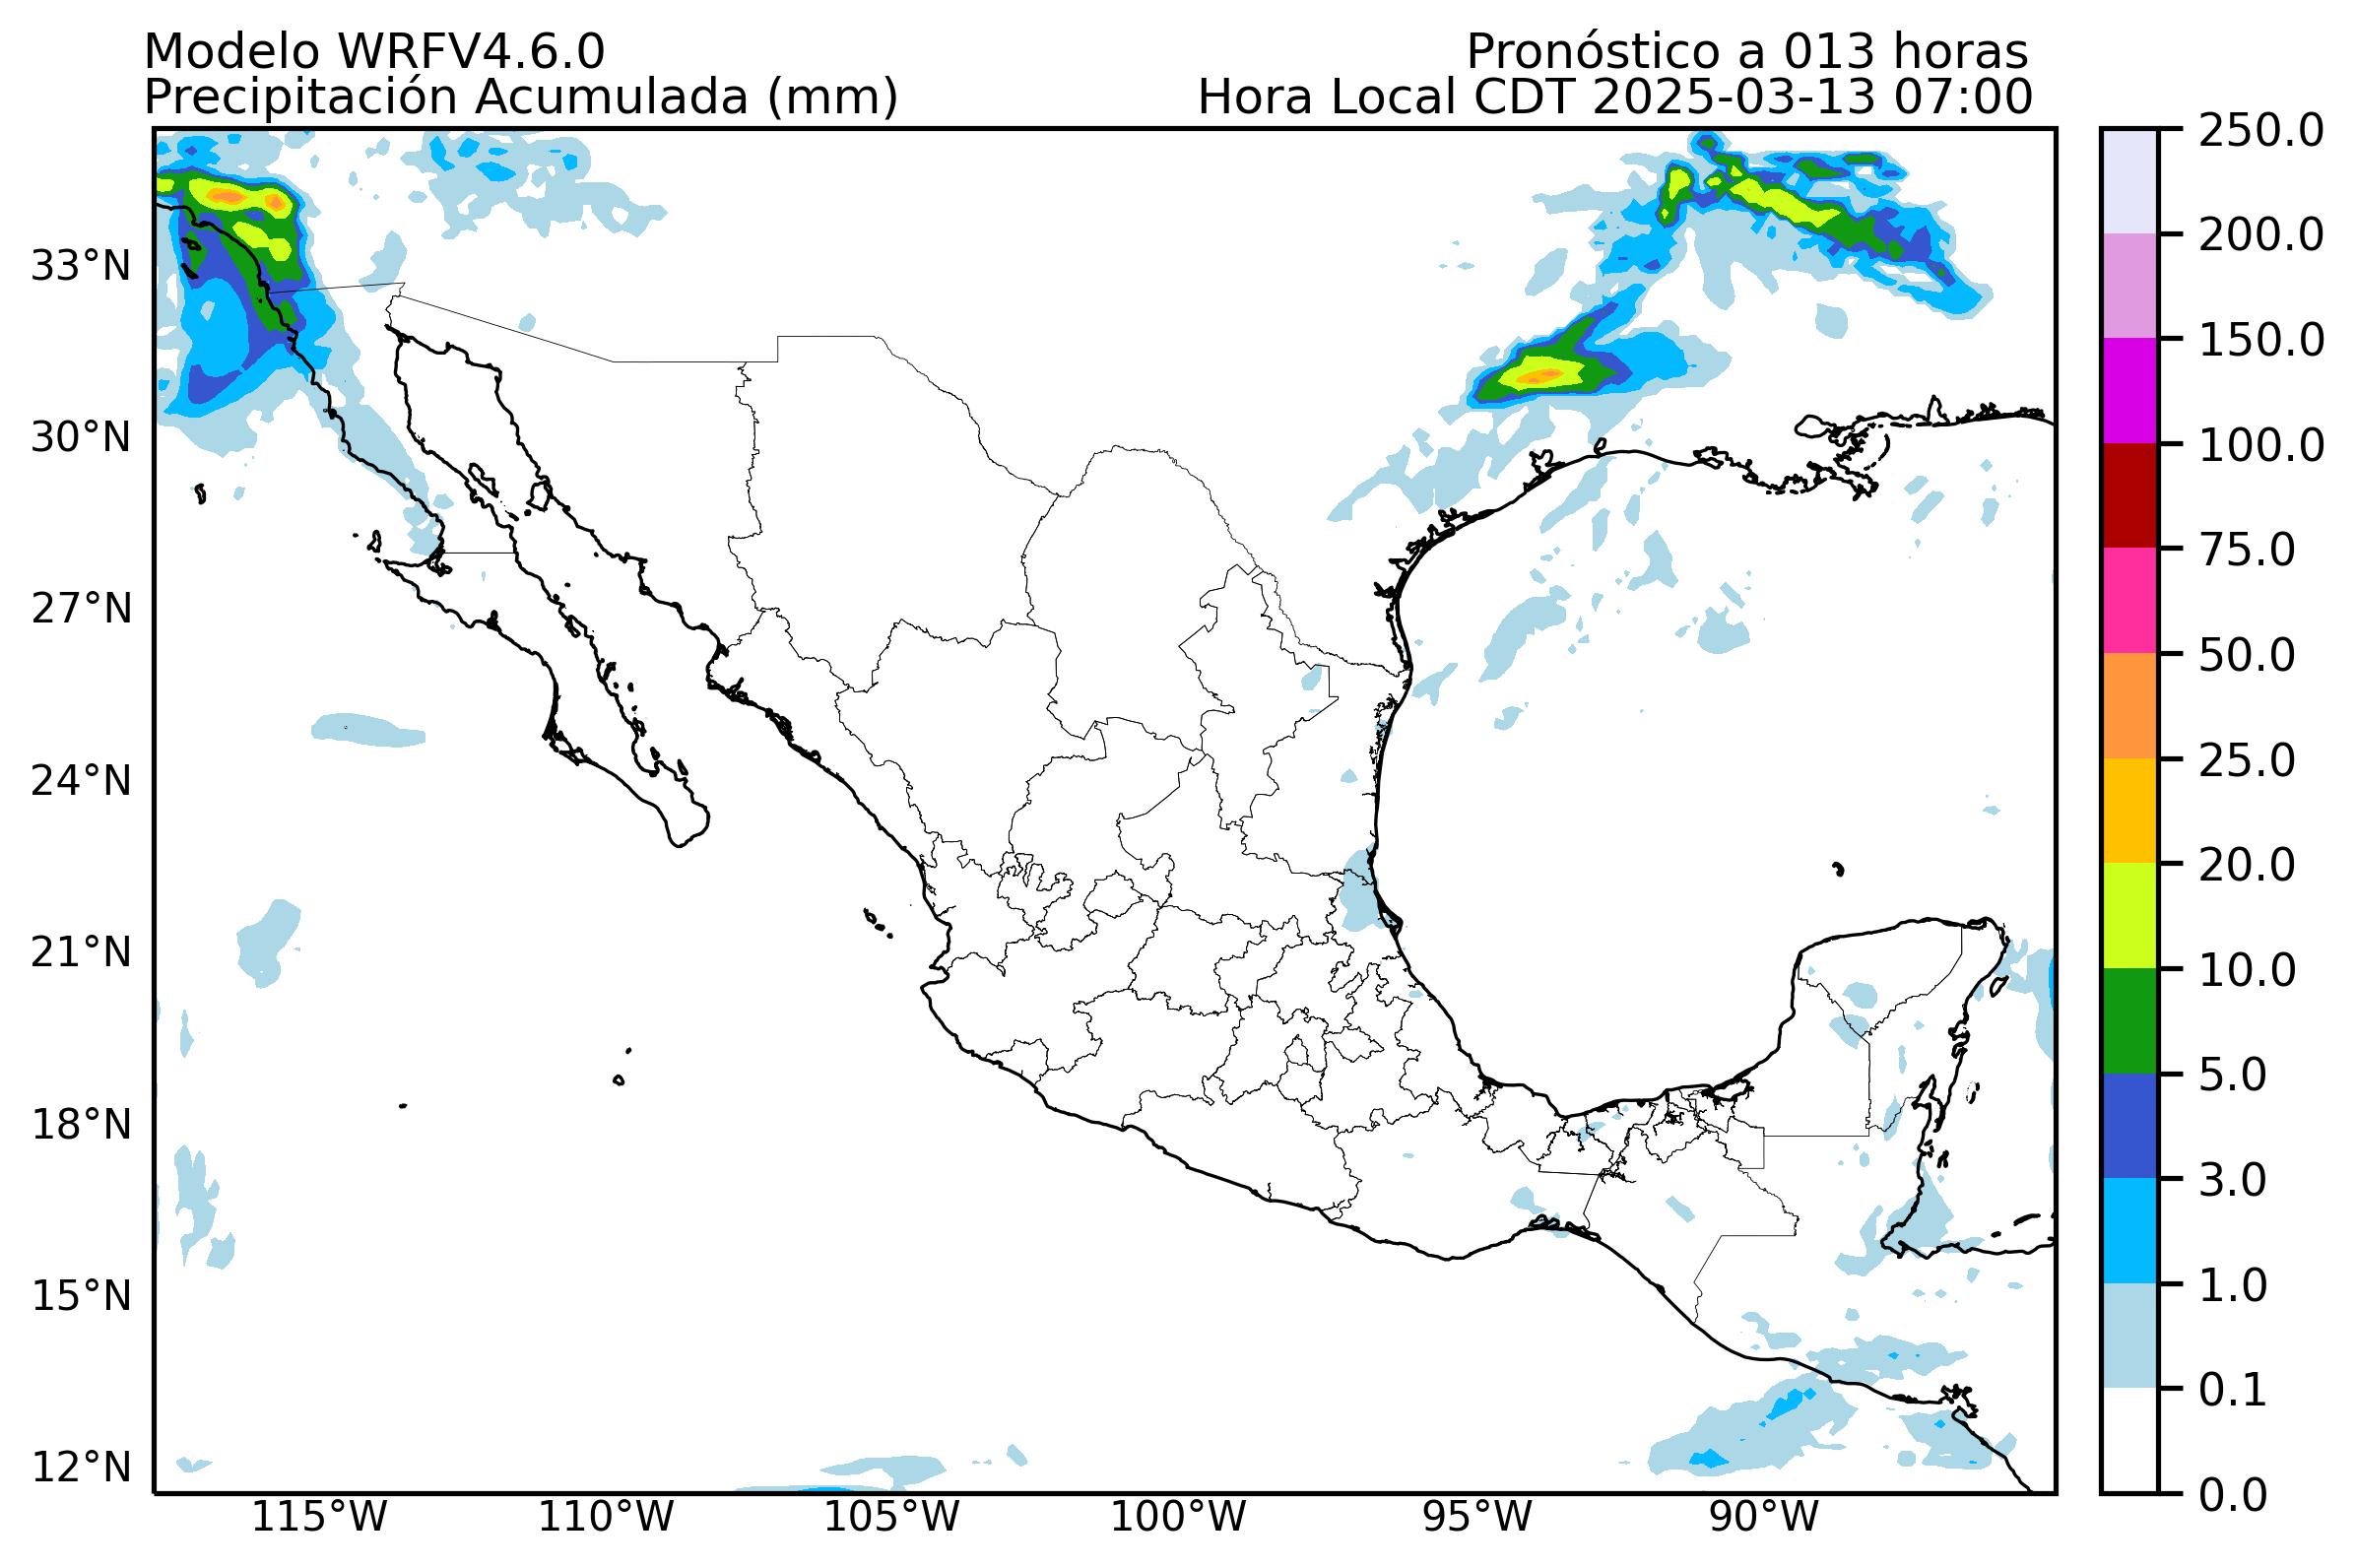 Modelo WRFV4.6.0
Pronóstico a 013 horas
Precipitación Acumulada (mm)
Hora Local CDT 2025-03-13 07:00
33°N
30°N
27°N
24°N
21°N
18°N
15°N
12°N
115°W
110°W
105°W
100°W
95°W
90°W
250.0
200.0
150.0
100.0
75.0
50.0
25.0
20.0
10.0
5.0
3.0
1.0
0.1
0.0